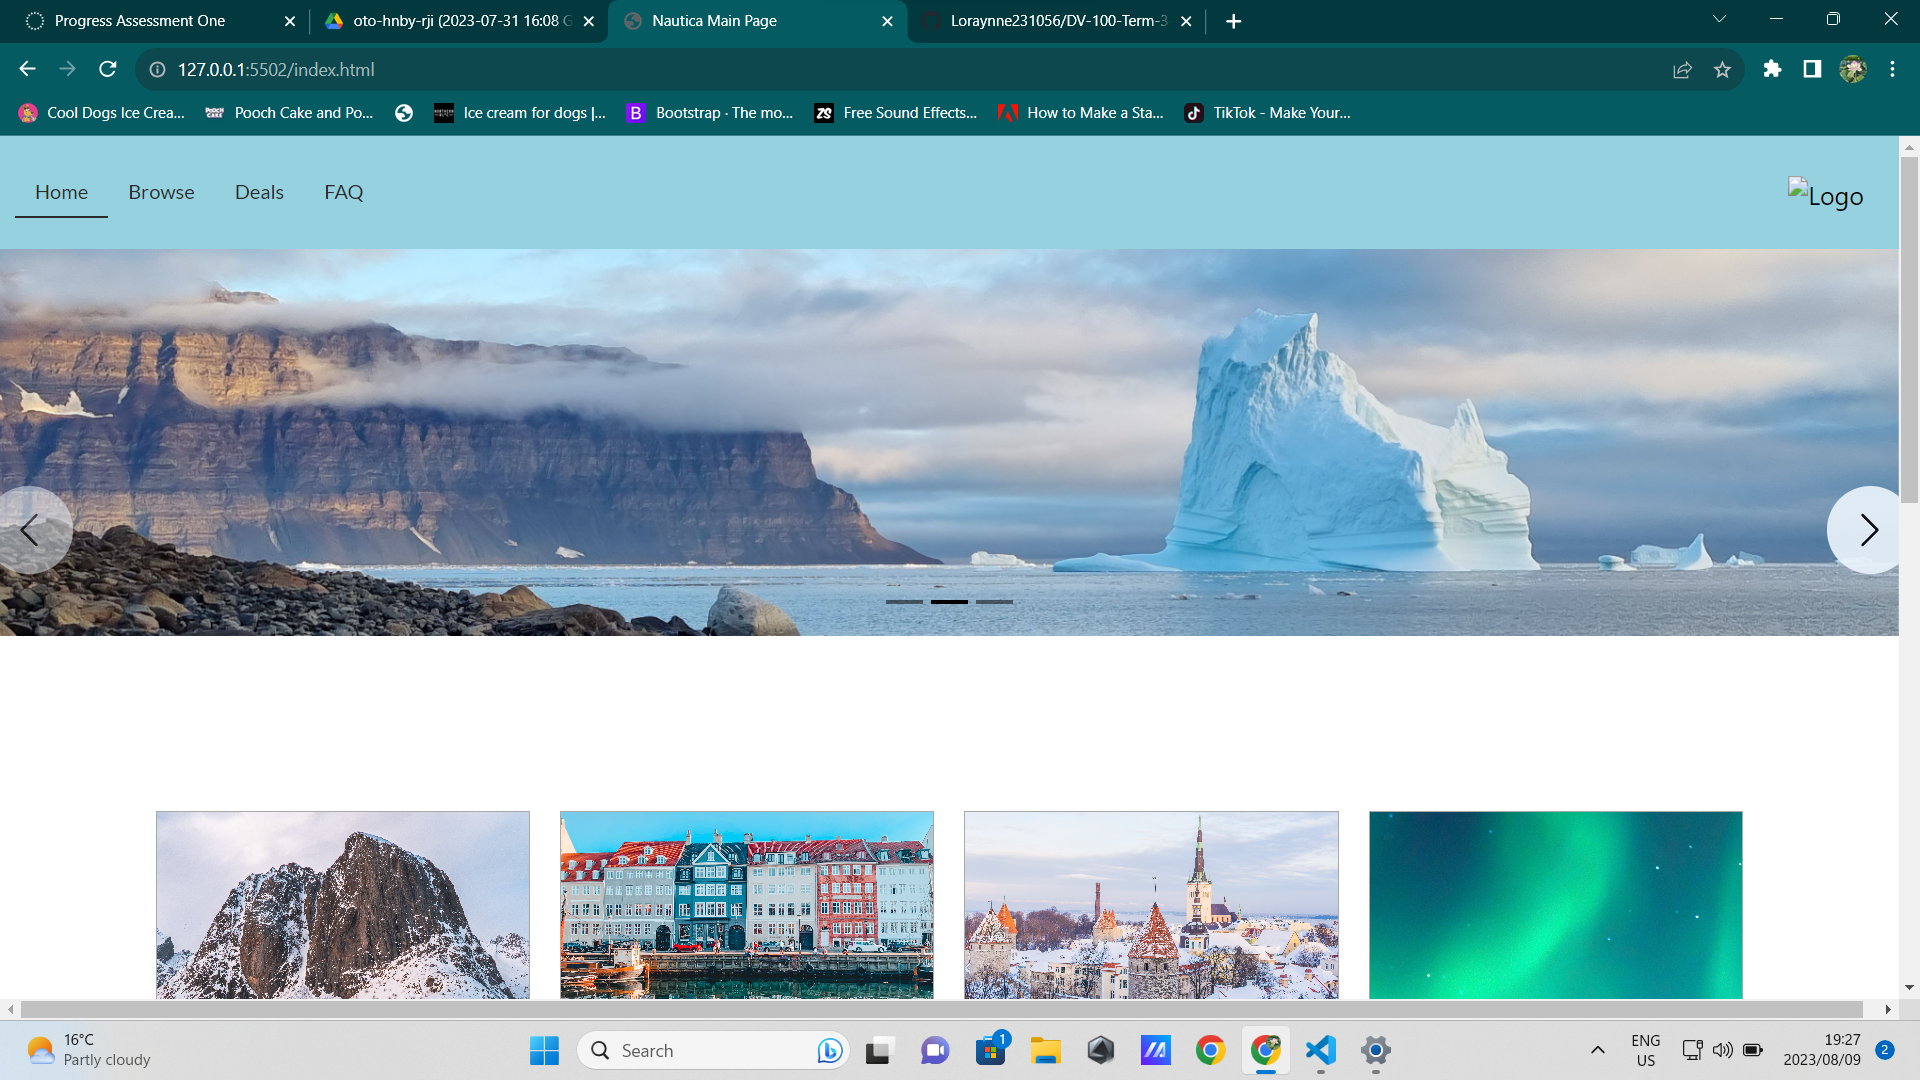 Progress Assessment One
oto-hnby-rji (2023-07-31 16:08 G
Nautica Main Page
Loraynne231056/DV-100-Term-3
127.0.0.1:5502/index.html
Cool Dogs Ice Crea...
Pooch Cake and Po...
Ice cream for dogs |...
Bootstrap · The mo...
Free Sound Effects...
How to Make a Sta...
TikTok - Make Your...
Home
Browse
Deals
FAQ
Logo
16°C
Partly cloudy
Search
1
ENG
US
19:27
2023/08/09
2